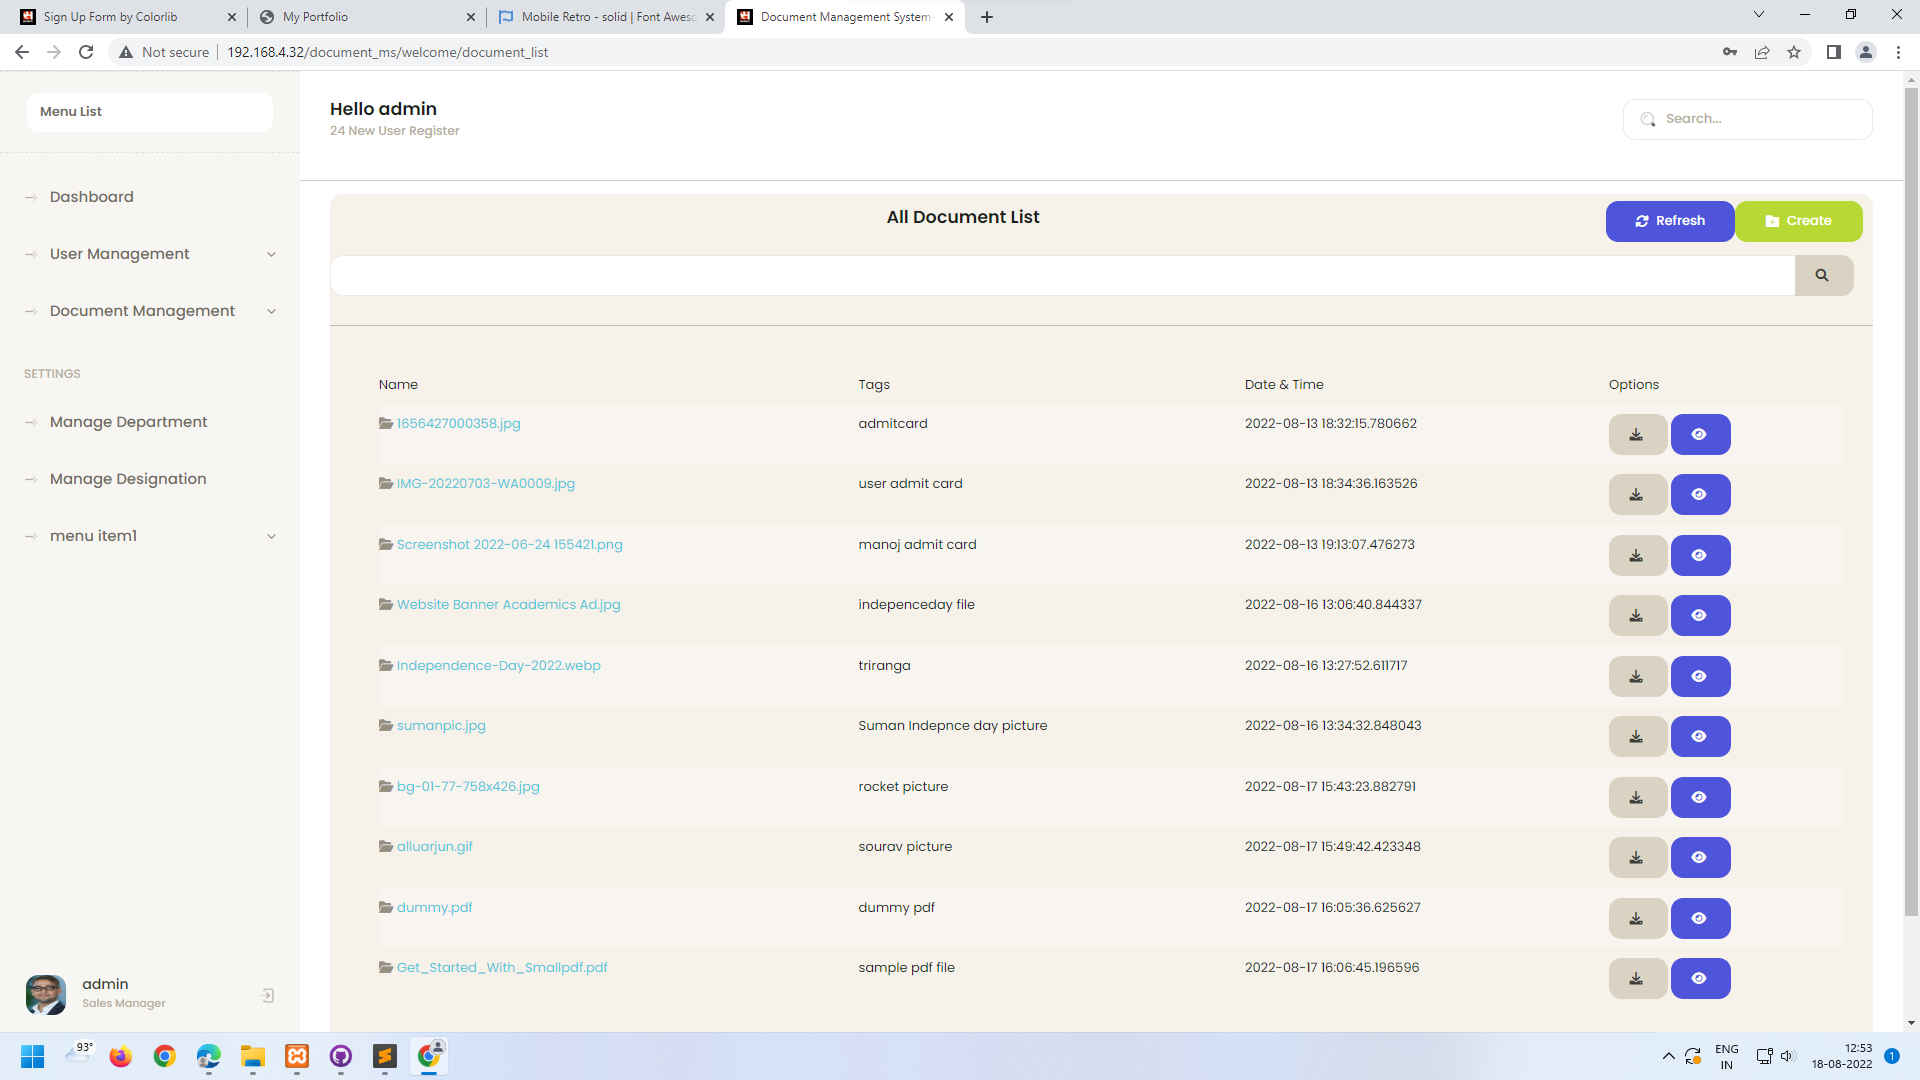 Sign Up Form by Colorlib
My Portfolio
Mobile Retro - solid | Font Aweso
Document Management System-
Not secure
192.168.4.32/document_ms/welcome/document_list
Menu List
Hello admin
24 New User Register
Search...
Dashboard
User Management
Document Management
SETTINGS
Manage Department
Manage Designation
menu item1
All Document List
Refresh
Create
Name Tags Date & Time Options
1656427000358.jpg admitcard 2022-08-13 18:32:15.780662
IMG-20220703-WA0009.jpg user admit card 2022-08-13 18:34:36.163526
Screenshot 2022-06-24 155421.png manoj admit card 2022-08-13 19:13:07.476273
Website Banner Academics Ad.jpg indepenceday file 2022-08-16 13:06:40.844337
Independence-Day-2022.webp triranga 2022-08-16 13:27:52.611717
sumanpic.jpg Suman Indepnce day picture 2022-08-16 13:34:32.848043
bg-01-77-758x426.jpg rocket picture 2022-08-17 15:43:23.882791
alluarjun.gif sourav picture 2022-08-17 15:49:42.423348
dummy.pdf dummy pdf 2022-08-17 16:05:36.625627
Get_Started_With_Smallpdf.pdf sample pdf file 2022-08-17 16:06:45.196596
admin
Sales Manager
93°
ENG
IN
12:53
18-08-2022
1